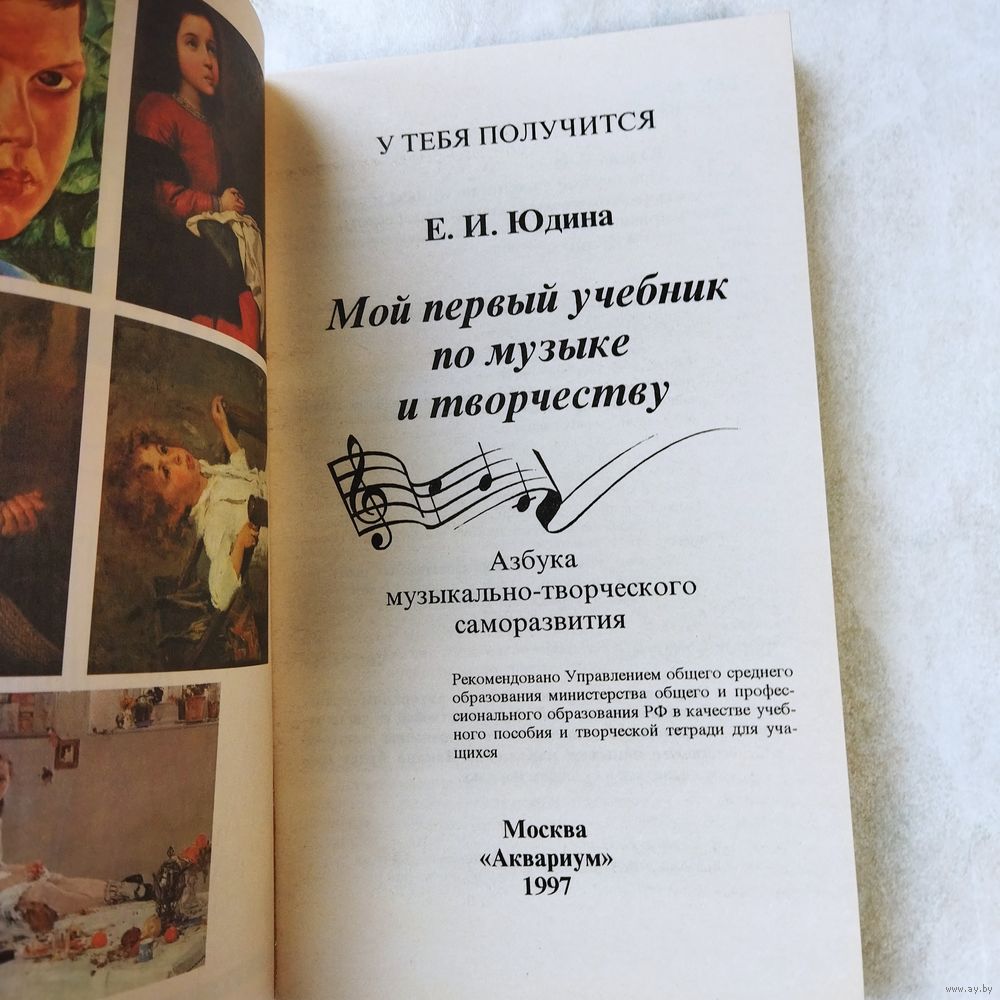 У ТЕБЯ ПОЛУЧИТСЯ
Е. И. Юдина
Мой первый учебник
по музыке
и творчеству
Азбука
музыкально-творческого
саморазвития
Рекомендовано Управлением общего среднего
образования министерства общего и профес-
сионального образования РФ в качестве учеб-
ного пособия и творческой тетради для уча-
щихся
Москва
«Аквариум»
1997
www.ay.by